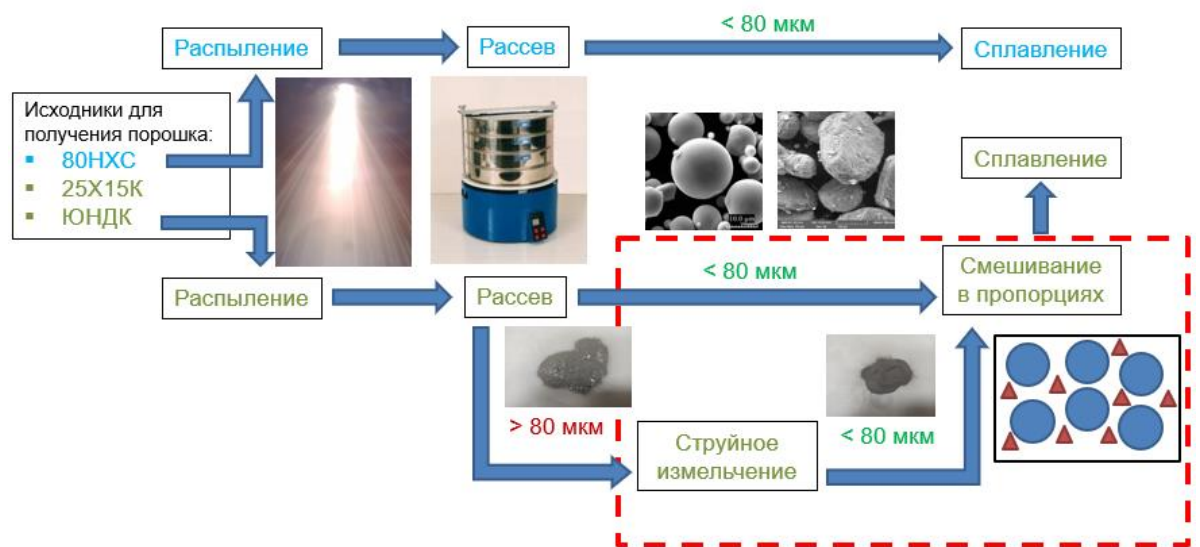 Распыление
Рассев
< 80 мкм
Сплавление
Исходники для
получения порошка:
80НХС
25Х15К
ЮНДК
Сплавление
Распыление
Рассев
< 80 мкм
Смешивание
в пропорциях
> 80 мкм
Струйное
измельчение
< 80 мкм